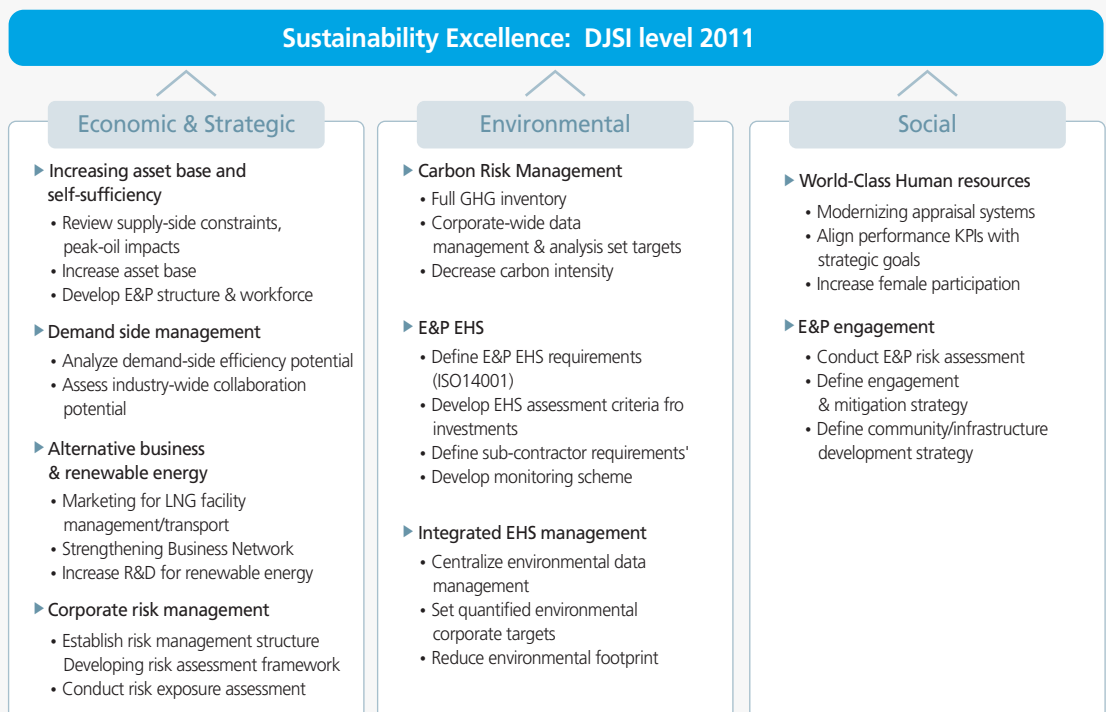 Sustainability Excellence: DJSI level 2011
Economic & Strategic
Increasing asset base and
self-sufficiency
• Review supply-side constraints,
peak-oil impacts
• Increase asset base
• Develop E&P structure & workforce
Demand side management
• Analyze demand-side efficiency potential
• Assess industry-wide collaboration
potential
Alternative business
& renewable energy
• Marketing for LNG facility
management/transport
• Strengthening Business Network
• Increase R&D for renewable energy
Corporate risk management
• Establish risk management structure
Developing risk assessment framework
• Conduct risk exposure assessment
Environmental
Carbon Risk Management
• Full GHG inventory
• Corporate-wide data
management & analysis set targets
• Decrease carbon intensity
E&P EHS
• Define E&P EHS requirements
(ISO14001)
• Develop EHS assessment criteria fro
investments
• Define sub-contractor requirements'
• Develop monitoring scheme
Integrated EHS management
• Centralize environmental data
management
• Set quantified environmental
corporate targets
• Reduce environmental footprint
Social
World-Class Human resources
• Modernizing appraisal systems
• Align performance KPIs with
strategic goals
• Increase female participation
E&P engagement
• Conduct E&P risk assessment
• Define engagement
& mitigation strategy
• Define community/infrastructure
development strategy